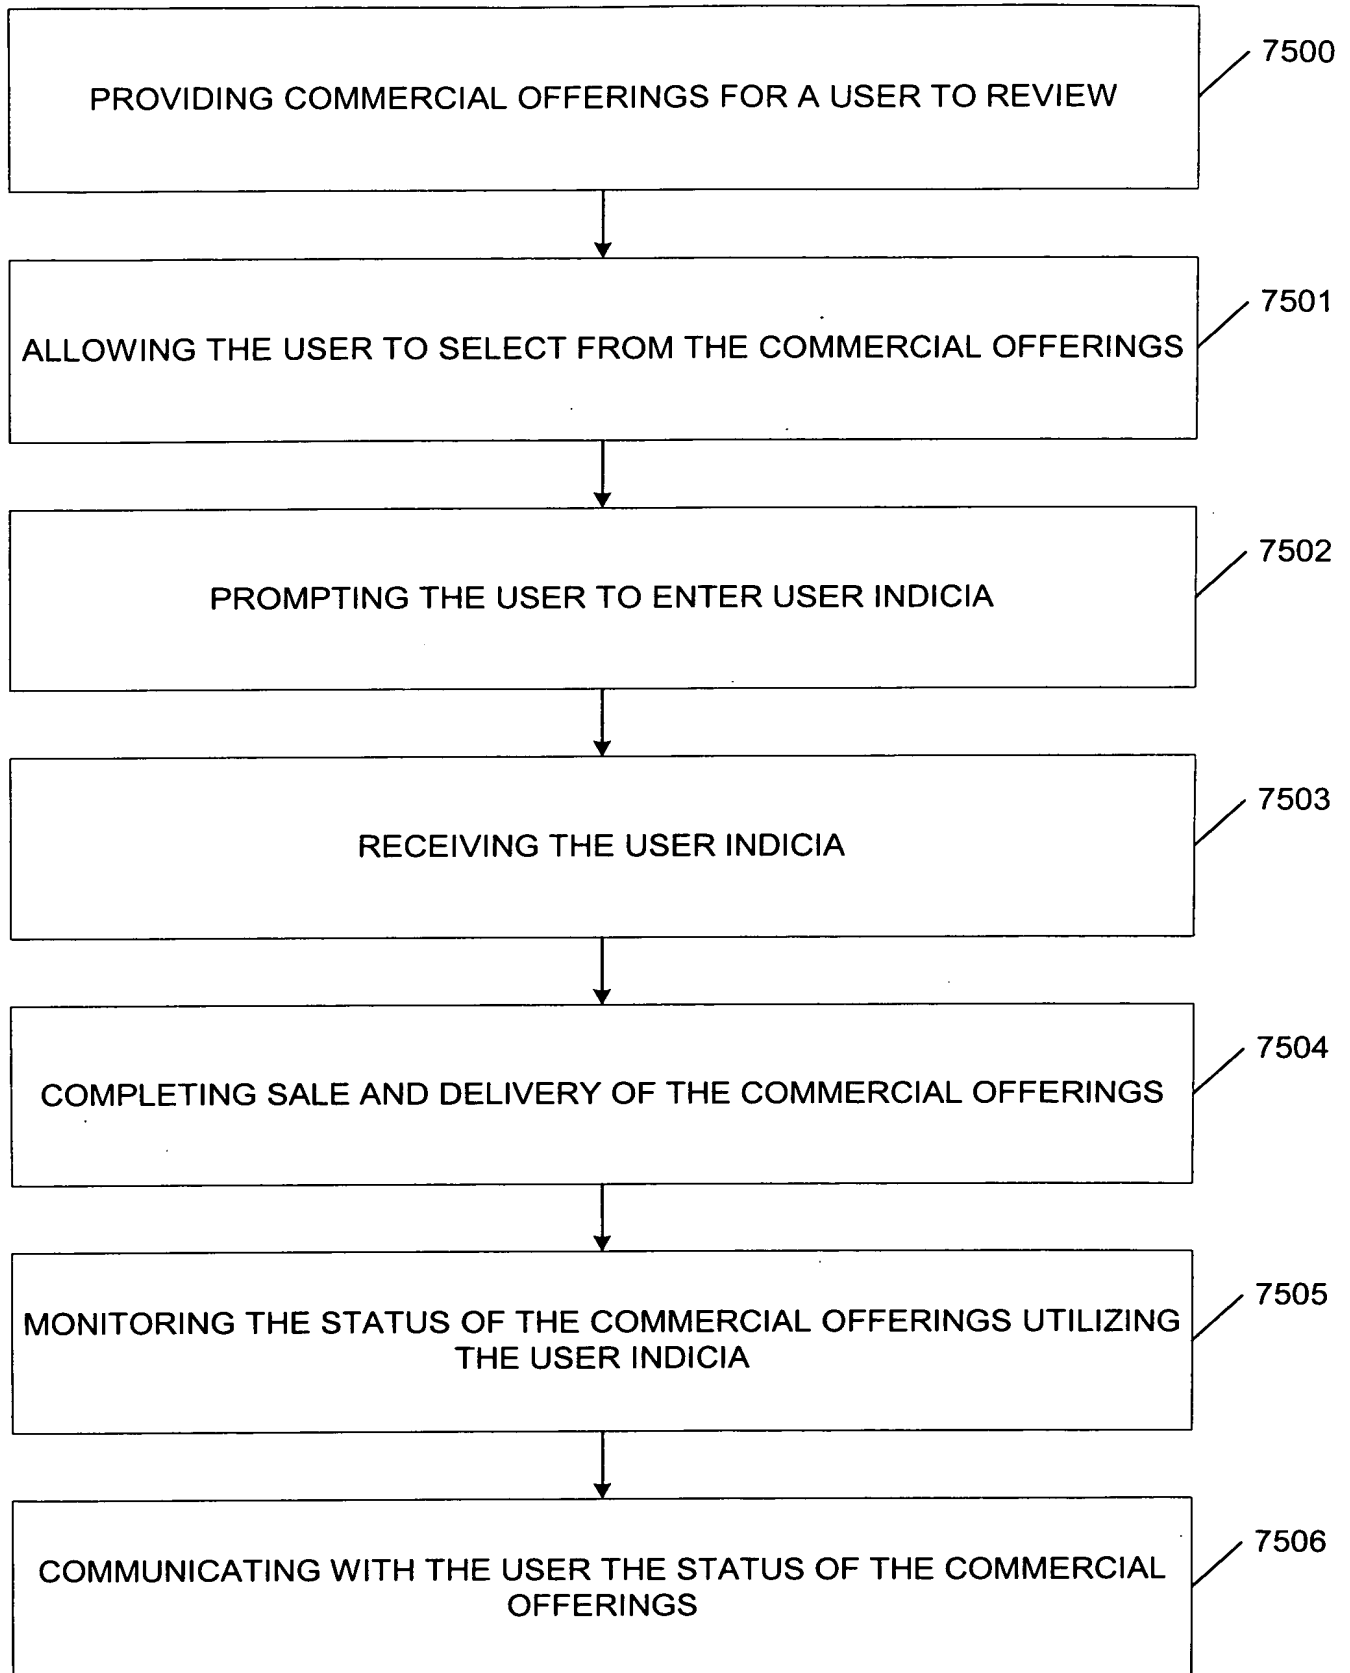 PROVIDING COMMERCIAL OFFERINGS FOR A USER TO REVIEW
7500
ALLOWING THE USER TO SELECT FROM THE COMMERCIAL OFFERINGS
7501
PROMPTING THE USER TO ENTER USER INDICIA
7502
RECEIVING THE USER INDICIA
7503
COMPLETING SALE AND DELIVERY OF THE COMMERCIAL OFFERINGS
7504
MONITORING THE STATUS OF THE COMMERCIAL OFFERINGS UTILIZING
THE USER INDICIA
7505
COMMUNICATING WITH THE USER THE STATUS OF THE COMMERCIAL
OFFERINGS
7506